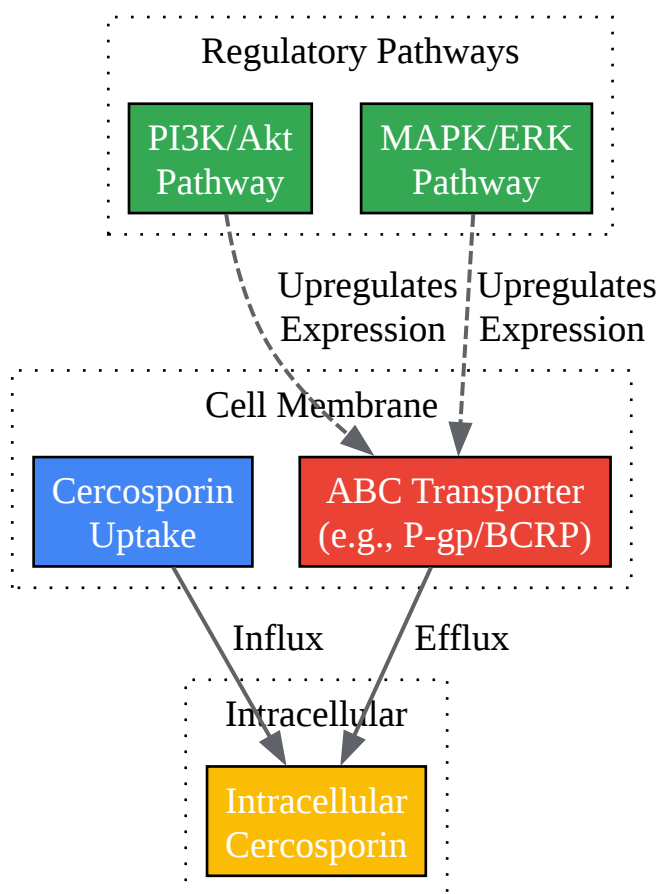 Regulatory Pathways
PI3K/Akt
Pathway
MAPK/ERK
Pathway
Upregulates
Expression
Upregulates
Expression
Cell Membrane
Cercosporin
Uptake
ABC Transporter
(e.g., P-gp/BCRP)
Influx
Efflux
Intracellular
Intracellular
Cercosporin